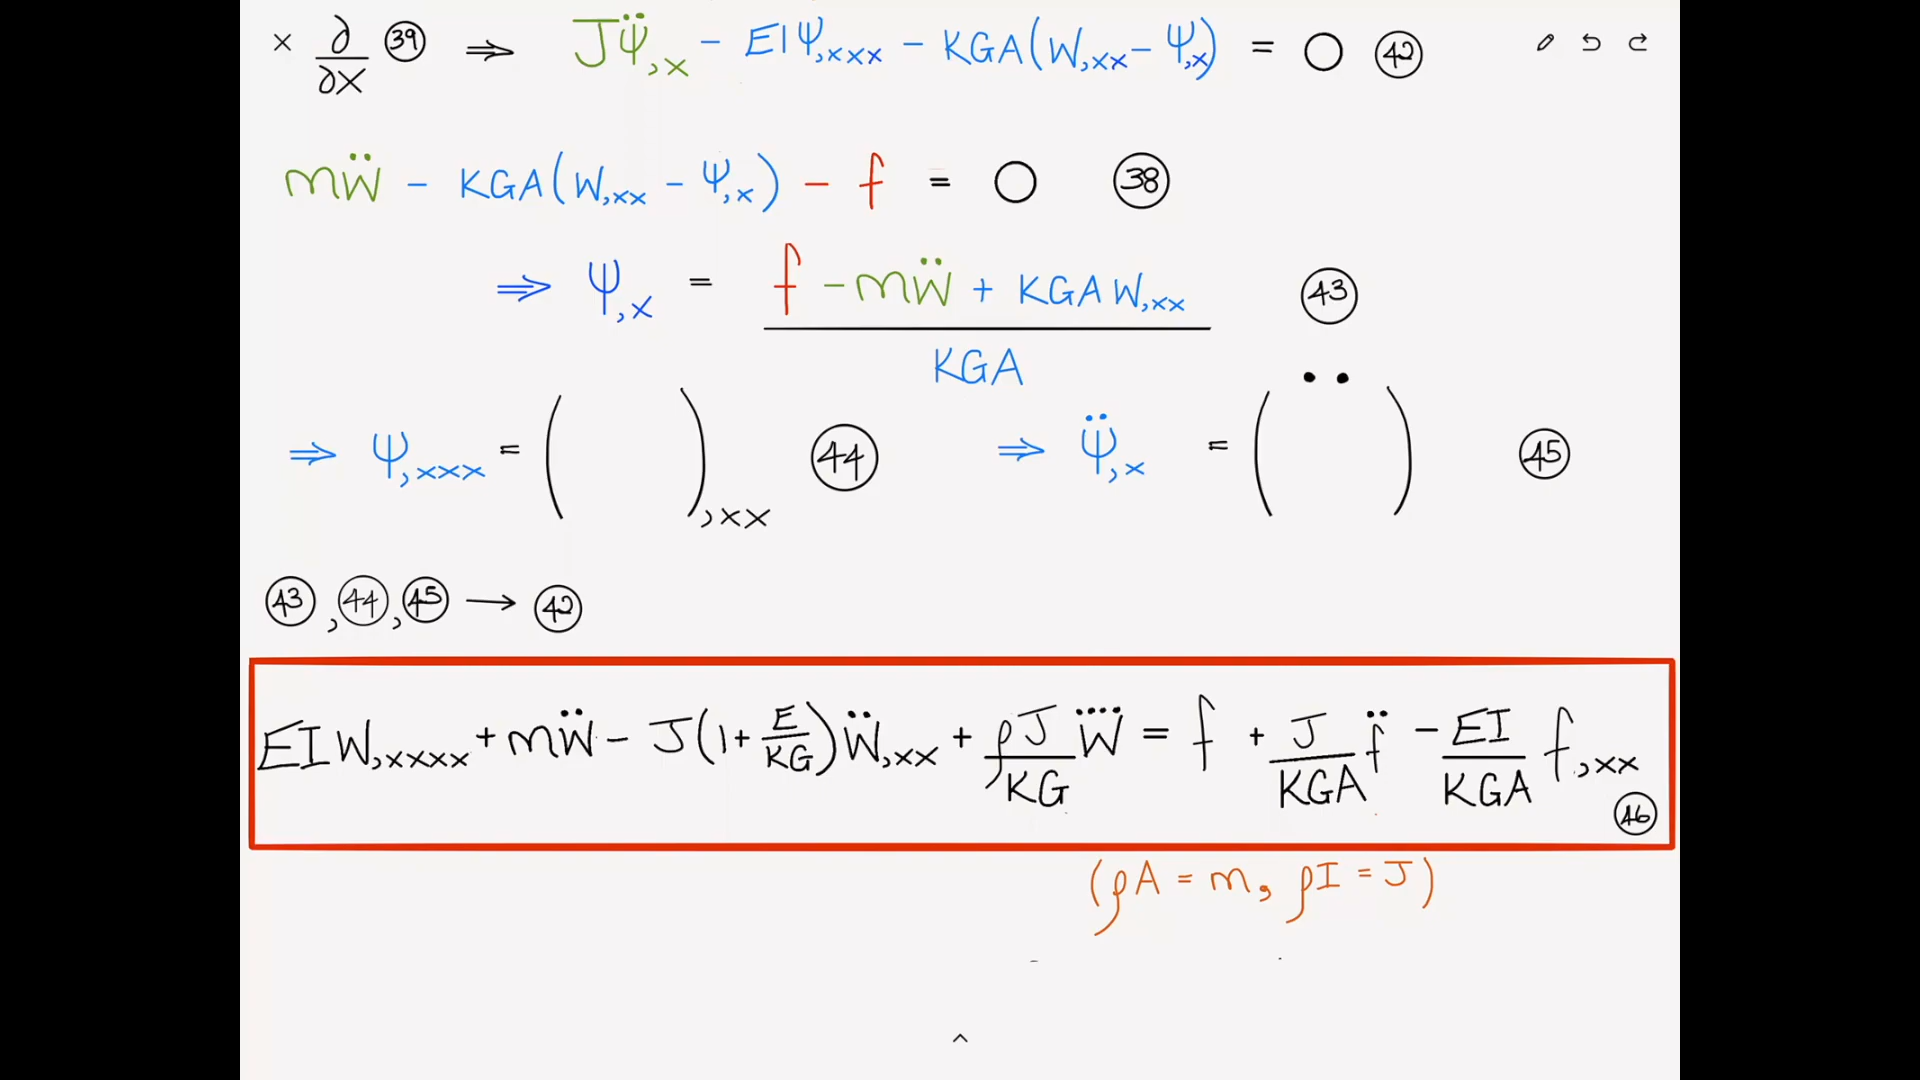 × ∂/∂x ㊴ ⇒ Jψ̈,x − EIψ,xxx − KGA(W,xx − ψ,x) = 0 ㊷
mẅ − KGA(W,xx − ψ,x) − f = 0 ㊳
⇒ ψ,x = (f − mẅ + KGAW,xx)/KGA ㊸
⇒ ψ,xxx = ( ),xx ㊹ ⇒ ψ̈,x = ( )¨ ㊺
㊸, ㊹, ㊺ → ㊷
EIW,xxxx + mẅ − J(1 + E/KG)ẅ,xx + (ρJ/KG)w⃜ = f + (J/KGA)f̈ − (EI/KGA)f,xx ㊻
(ρA = m, ρI = J)